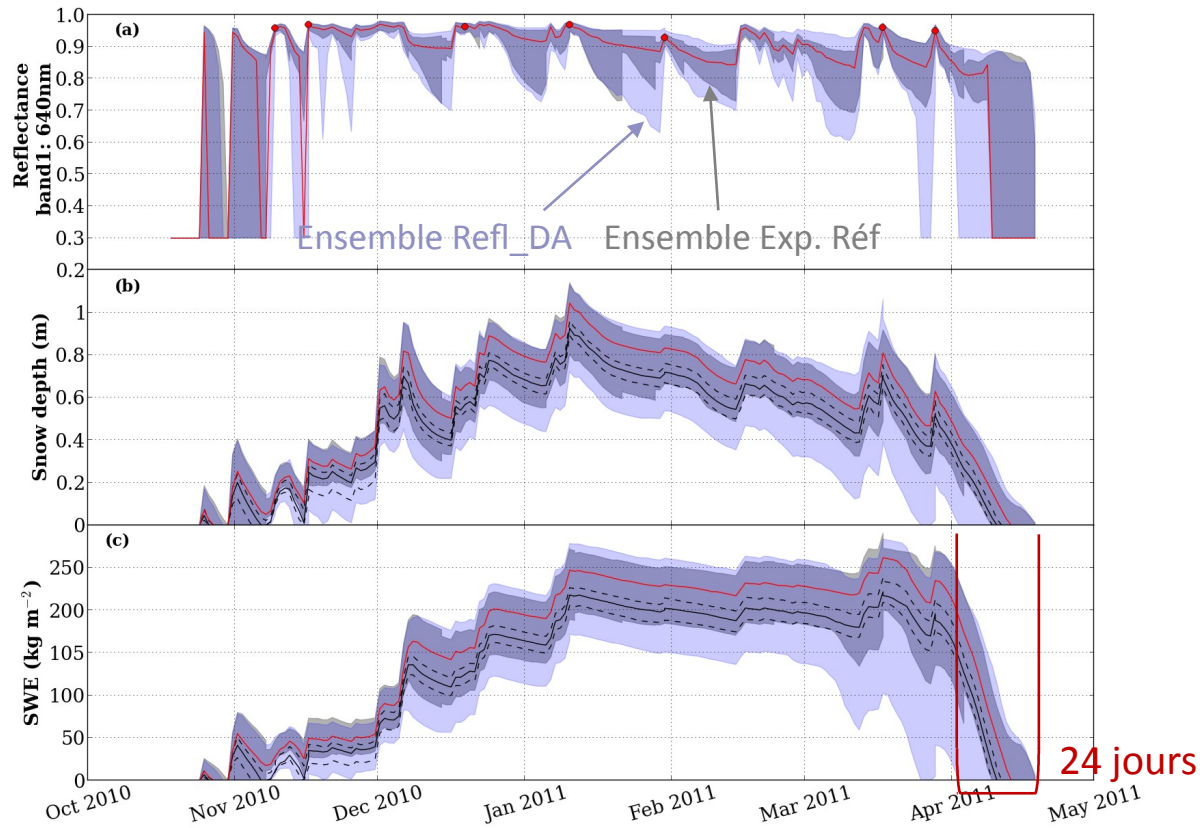 (a)
Reflectance
band1: 640nm
1.0
0.9
0.8
0.7
0.6
0.5
0.4
0.3
0.2
Ensemble Refl_DA
Ensemble Exp. Réf
(b)
Snow depth (m)
1
0.8
0.6
0.4
0.2
0
(c)
SWE (kg m⁻²)
250
200
105
100
50
0
24 jours
Oct 2010
Nov 2010
Dec 2010
Jan 2011
Feb 2011
Mar 2011
Apr 2011
May 2011